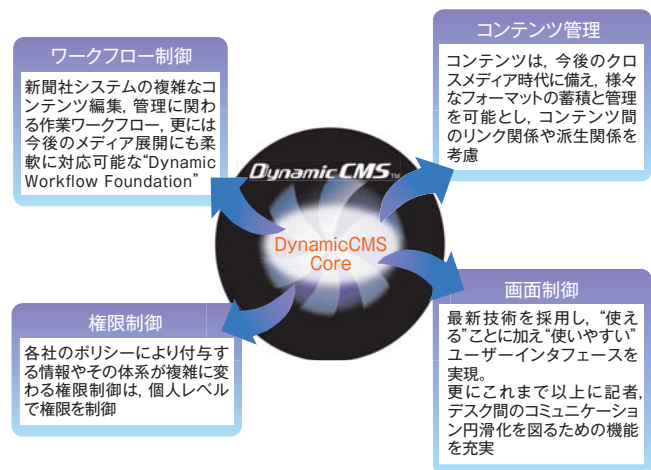 ワークフロー制御
新聞社システムの複雑なコ
ンテンツ編集, 管理に関わ
る作業ワークフロー, 更には
今後のメディア展開にも柔
軟に対応可能な“Dynamic
Workflow Foundation”
コンテンツ管理
コンテンツは, 今後のクロ
スメディア時代に備え, 様々
なフォーマットの蓄積と管理
を可能とし, コンテンツ間
のリンク関係や派生関係を
考慮
Dynamic CMS™
DynamicCMS
Core
権限制御
各社のポリシーにより付与す
る情報やその体系が複雑に変
わる権限制御は, 個人レベル
で権限を制御
画面制御
最新技術を採用し, “使え
る”ことに加え“使いやすい”
ユーザーインタフェースを
実現。
更にこれまで以上に記者,
デスク間のコミュニケーショ
ン円滑化を図るための機能
を充実